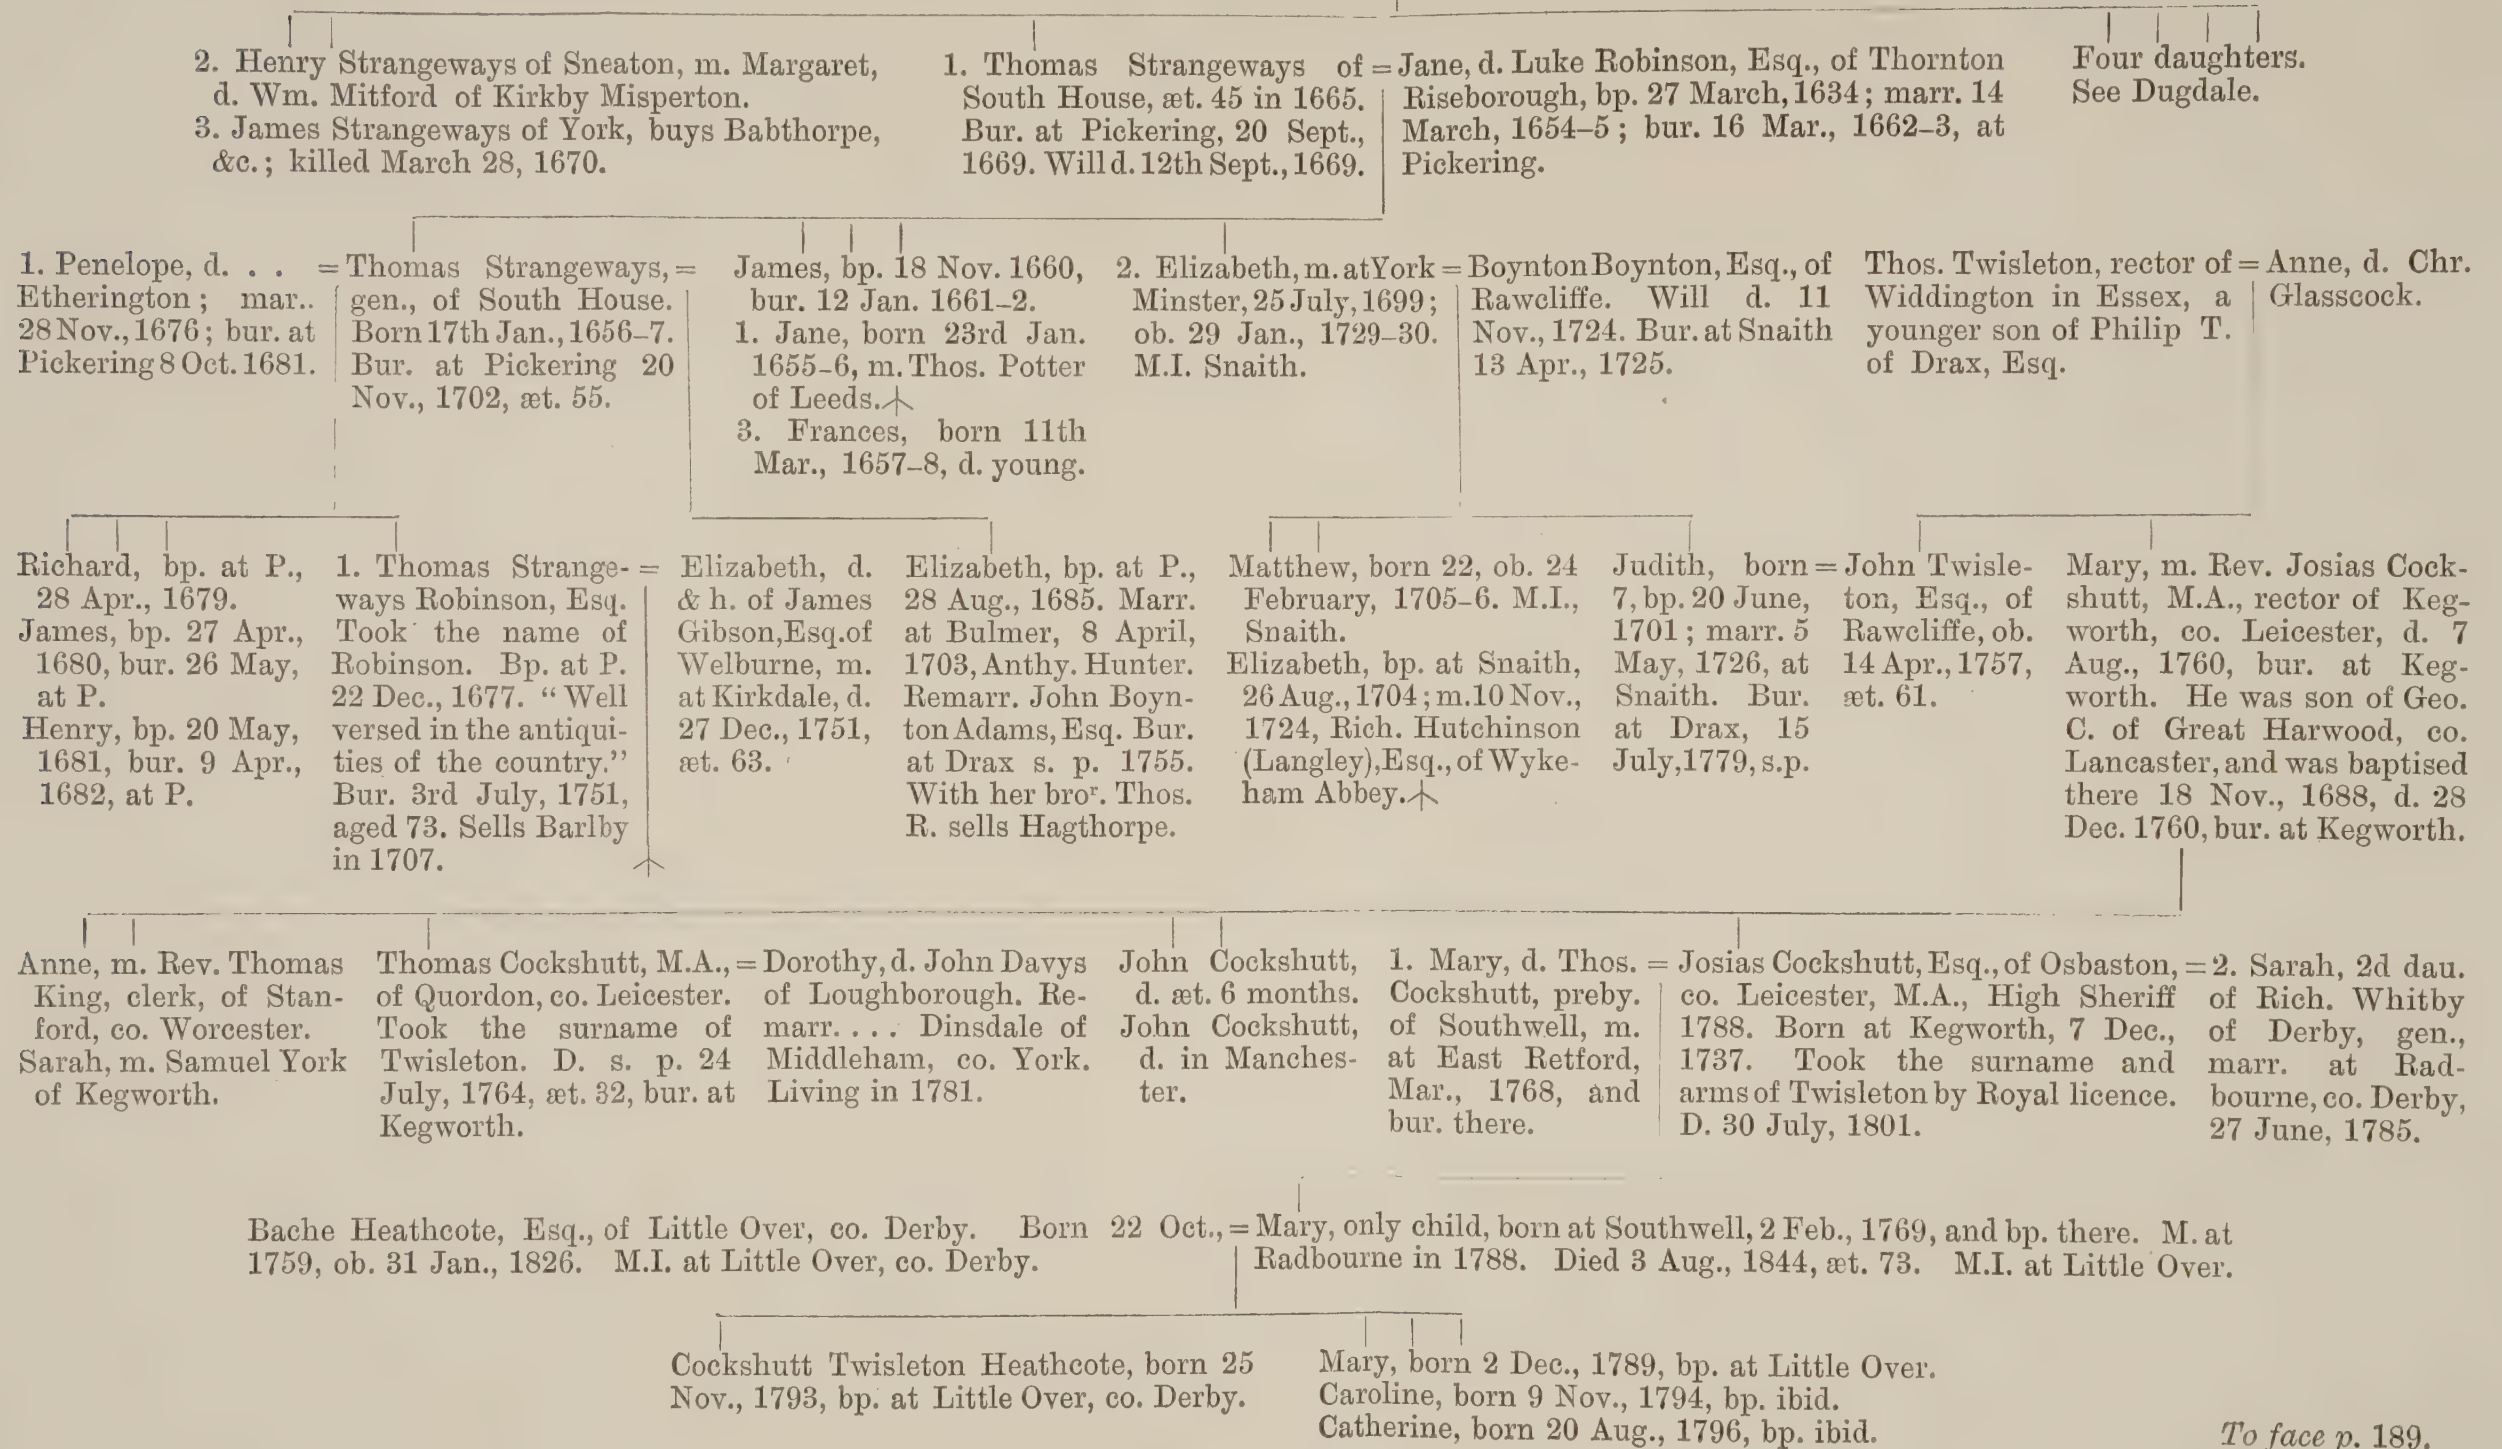 2. Henry Strangeways of Sneaton, m. Margaret,
d. Wm. Mitford of Kirkby Misperton.
3. James Strangeways of York, buys Babthorpe,
&c.; killed March 28, 1670.
1. Thomas Strangeways of =
South House, æt. 45 in 1665.
Bur. at Pickering, 20 Sept.,
1669. Will d. 12th Sept., 1669.
Jane, d. Luke Robinson, Esq., of Thornton
Riseborough, bp. 27 March, 1634; marr. 14
March, 1654–5; bur. 16 Mar., 1662–3, at
Pickering.
Four daughters.
See Dugdale.
1. Penelope, d. . . =
Etherington; mar..
28 Nov., 1676; bur. at
Pickering 8 Oct. 1681.
Thomas Strangeways, =
gen., of South House.
Born 17th Jan., 1656–7.
Bur. at Pickering 20
Nov., 1702, æt. 55.
James, bp. 18 Nov. 1660,
bur. 12 Jan. 1661–2.
1. Jane, born 23rd Jan.
1655–6, m. Thos. Potter
of Leeds.
3. Frances, born 11th
Mar., 1657–8, d. young.
2. Elizabeth, m. at York =
Minster, 25 July, 1699;
ob. 29 Jan., 1729–30.
M.I. Snaith.
Boynton Boynton, Esq., of
Rawcliffe. Will d. 11
Nov., 1724. Bur. at Snaith
13 Apr., 1725.
Thos. Twisleton, rector of =
Widdington in Essex, a
younger son of Philip T.
of Drax, Esq.
Anne, d. Chr.
Glasscock.
Richard, bp. at P.,
28 Apr., 1679.
James, bp. 27 Apr.,
1680, bur. 26 May,
at P.
Henry, bp. 20 May,
1681, bur. 9 Apr.,
1682, at P.
1. Thomas Strange- =
ways Robinson, Esq.
Took the name of
Robinson. Bp. at P.
22 Dec., 1677. “Well
versed in the antiqui-
ties of the country.”
Bur. 3rd July, 1751,
aged 73. Sells Barlby
in 1707.
Elizabeth, d.
& h. of James
Gibson, Esq. of
Welburne, m.
at Kirkdale, d.
27 Dec., 1751,
æt. 63.
Elizabeth, bp. at P.,
28 Aug., 1685. Marr.
at Bulmer, 8 April,
1703, Anthy. Hunter.
Remarr. John Boyn-
ton Adams, Esq. Bur.
at Drax s. p. 1755.
With her broʳ. Thos.
R. sells Hagthorpe.
Matthew, born 22, ob. 24
February, 1705–6. M.I.,
Snaith.
Elizabeth, bp. at Snaith,
26 Aug., 1704; m. 10 Nov.,
1724, Rich. Hutchinson
(Langley), Esq., of Wyke-
ham Abbey.
Judith, born =
7, bp. 20 June,
1701; marr. 5
May, 1726, at
Snaith. Bur.
at Drax, 15
July, 1779, s.p.
John Twisle-
ton, Esq., of
Rawcliffe, ob.
14 Apr., 1757,
æt. 61.
Mary, m. Rev. Josias Cock-
shutt, M.A., rector of Keg-
worth, co. Leicester, d. 7
Aug., 1760, bur. at Keg-
worth. He was son of Geo.
C. of Great Harwood, co.
Lancaster, and was baptised
there 18 Nov., 1688, d. 28
Dec. 1760, bur. at Kegworth.
Anne, m. Rev. Thomas
King, clerk, of Stan-
ford, co. Worcester.
Sarah, m. Samuel York
of Kegworth.
Thomas Cockshutt, M.A., =
of Quordon, co. Leicester.
Took the surname of
Twisleton. D. s. p. 24
July, 1764, æt. 32, bur. at
Kegworth.
Dorothy, d. John Davys
of Loughborough. Re-
marr. . . . Dinsdale of
Middleham, co. York.
Living in 1781.
John Cockshutt,
d. æt. 6 months.
John Cockshutt,
d. in Manches-
ter.
1. Mary, d. Thos. =
Cockshutt, preby.
of Southwell, m.
at East Retford,
Mar., 1768, and
bur. there.
Josias Cockshutt, Esq., of Osbaston, =
co. Leicester, M.A., High Sheriff
1788. Born at Kegworth, 7 Dec.,
1737. Took the surname and
arms of Twisleton by Royal licence.
D. 30 July, 1801.
2. Sarah, 2d dau.
of Rich. Whitby
of Derby, gen.,
marr. at Rad-
bourne, co. Derby,
27 June, 1785.
Bache Heathcote, Esq., of Little Over, co. Derby. Born 22 Oct., =
1759, ob. 31 Jan., 1826. M.I. at Little Over, co. Derby.
Mary, only child, born at Southwell, 2 Feb., 1769, and bp. there. M. at
Radbourne in 1788. Died 3 Aug., 1844, æt. 73. M.I. at Little Over.
Cockshutt Twisleton Heathcote, born 25
Nov., 1793, bp. at Little Over, co. Derby.
Mary, born 2 Dec., 1789, bp. at Little Over.
Caroline, born 9 Nov., 1794, bp. ibid.
Catherine, born 20 Aug., 1796, bp. ibid.
To face p. 189.